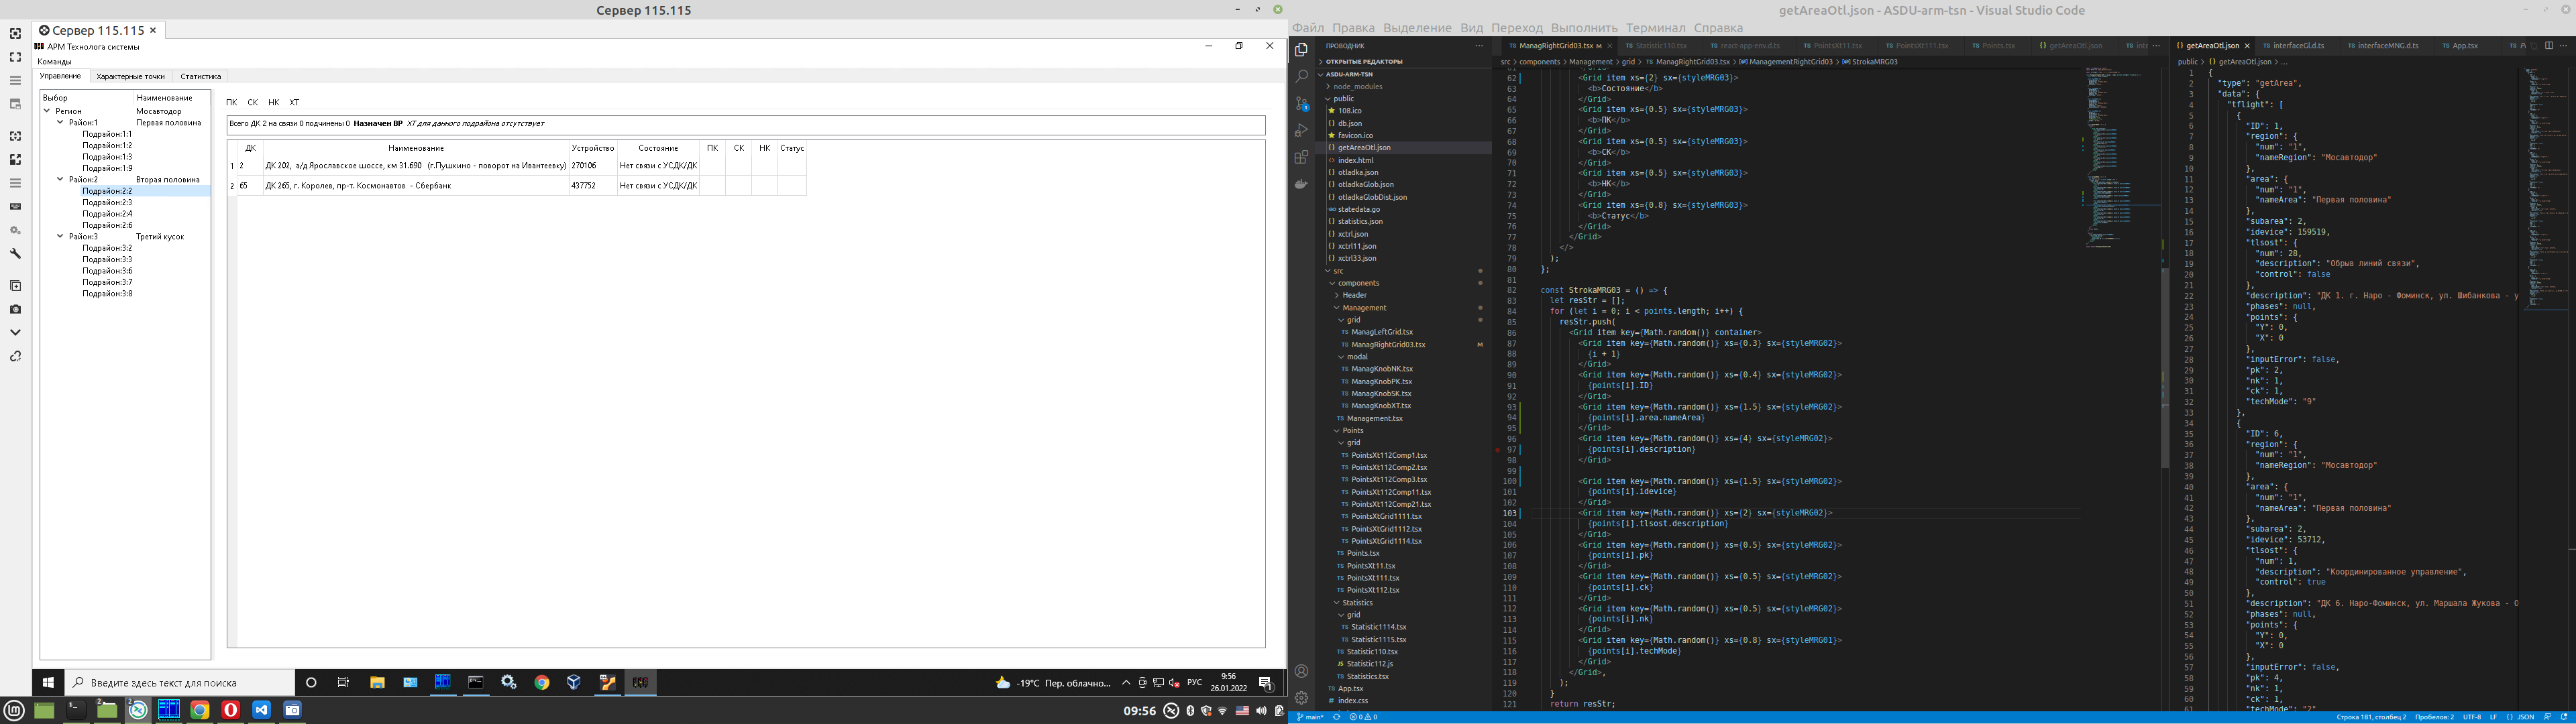 Сервер 115.115
Сервер 115.115 ×
АРМ Технолога системы
Команды
Управление Характерные точки Статистика
Выбор Наименование
Регион Мосавтодор
Район:1 Первая половина
Подрайон:1:1
Подрайон:1:2
Подрайон:1:3
Подрайон:1:9
Район:2 Вторая половина
Подрайон:2:2
Подрайон:2:3
Подрайон:2:4
Подрайон:2:6
Район:3 Третий кусок
Подрайон:3:2
Подрайон:3:3
Подрайон:3:6
Подрайон:3:7
Подрайон:3:8
ПК СК НК ХТ
Всего ДК 2 на связи 0 подчинены 0 Назначен ВР ХТ для данного подрайона отсутствует
ДК Наименование Устройство Состояние ПК СК НК Статус
1 2 ДК 202, а/д Ярославское шоссе, км 31.690 (г.Пушкино - поворот на Ивантеевку) 270106 Нет связи с УСДК/ДК
2 65 ДК 265, г. Королев, пр-т. Космонавтов - Сбербанк 437752 Нет связи с УСДК/ДК
Введите здесь текст для поиска
-19°C Пер. облачно... РУС 9:56
26.01.2022
09:56
getAreaOtl.json - ASDU-arm-tsn - Visual Studio Code
Файл Правка Выделение Вид Переход Выполнить Терминал Справка
ПРОВОДНИК
ОТКРЫТЫЕ РЕДАКТОРЫ
ASDU-ARM-TSN
node_modules
public
108.ico
db.json
favicon.ico
getAreaOtl.json
index.html
otladka.json
otladkaGlob.json
otladkaGlobDist.json
statedata.go
statistics.json
xctrl.json
xctrl11.json
xctrl33.json
src
components
Header
Management
grid
ManagLeftGrid.tsx
ManagRightGrid03.tsx M
modal
ManagKnobNK.tsx
ManagKnobPK.tsx
ManagKnobSK.tsx
ManagKnobXT.tsx
Management.tsx
Points
grid
PointsXt112Comp1.tsx
PointsXt112Comp2.tsx
PointsXt112Comp3.tsx
PointsXt112Comp11.tsx
PointsXt112Comp21.tsx
PointsXtGrid1111.tsx
PointsXtGrid1112.tsx
PointsXtGrid1114.tsx
Points.tsx
PointsXt11.tsx
PointsXt111.tsx
PointsXt112.tsx
Statistics
grid
Statistic1114.tsx
Statistic1115.tsx
Statistic110.tsx
Statistic112.js
Statistics.tsx
App.tsx
index.css
ManagRightGrid03.tsx M × Statistic110.tsx react-app-env.d.ts PointsXt11.tsx PointsXt111.tsx Points.tsx getAreaOtl.json
src > components > Management > grid > ManagRightGrid03.tsx > ManagementRightGrid03 > StrokaMRG03
62 <Grid item xs={2} sx={styleMRG03}>
63 <b>Состояние</b>
64 </Grid>
65 <Grid item xs={0.5} sx={styleMRG03}>
66 <b>ПК</b>
67 </Grid>
68 <Grid item xs={0.5} sx={styleMRG03}>
69 <b>СК</b>
70 </Grid>
71 <Grid item xs={0.5} sx={styleMRG03}>
72 <b>НК</b>
73 </Grid>
74 <Grid item xs={0.8} sx={styleMRG03}>
75 <b>Статус</b>
76 </Grid>
77 </Grid>
78 </>
79 );
80 };
81
82 const StrokaMRG03 = () => {
83 let resStr = [];
84 for (let i = 0; i < points.length; i++) {
85 resStr.push(
86 <Grid item key={Math.random()} container>
87 <Grid item key={Math.random()} xs={0.3} sx={styleMRG02}>
88 {i + 1}
89 </Grid>
90 <Grid item key={Math.random()} xs={0.4} sx={styleMRG02}>
91 {points[i].ID}
92 </Grid>
93 <Grid item key={Math.random()} xs={1.5} sx={styleMRG02}>
94 {points[i].area.nameArea}
95 </Grid>
96 <Grid item key={Math.random()} xs={4} sx={styleMRG02}>
97 {points[i].description}
98 </Grid>
99
100 <Grid item key={Math.random()} xs={1.5} sx={styleMRG02}>
101 {points[i].idevice}
102 </Grid>
103 <Grid item key={Math.random()} xs={2} sx={styleMRG02}>
104 {points[i].tlsost.description}
105 </Grid>
106 <Grid item key={Math.random()} xs={0.5} sx={styleMRG02}>
107 {points[i].pk}
108 </Grid>
109 <Grid item key={Math.random()} xs={0.5} sx={styleMRG02}>
110 {points[i].ck}
111 </Grid>
112 <Grid item key={Math.random()} xs={0.5} sx={styleMRG02}>
113 {points[i].nk}
114 </Grid>
115 <Grid item key={Math.random()} xs={0.8} sx={styleMRG01}>
116 {points[i].techMode}
117 </Grid>
118 </Grid>,
119 );
120 }
121 return resStr;
getAreaOtl.json × interfaceGl.d.ts interfaceMNG.d.ts App.tsx
public > getAreaOtl.json > ...
1 {
2 "type": "getArea",
3 "data": {
4 "tflight": [
5 {
6 "ID": 1,
7 "region": {
8 "num": "1",
9 "nameRegion": "Мосавтодор"
10 },
11 "area": {
12 "num": "1",
13 "nameArea": "Первая половина"
14 },
15 "subarea": 2,
16 "idevice": 159519,
17 "tlsost": {
18 "num": 28,
19 "description": "Обрыв линий связи",
20 "control": false
21 },
22 "description": "ДК 1. г. Наро - Фоминск, ул. Шибанкова - у
23 "phases": null,
24 "points": {
25 "Y": 0,
26 "X": 0
27 },
28 "inputError": false,
29 "pk": 2,
30 "nk": 1,
31 "ck": 1,
32 "techMode": "9"
33 },
34 {
35 "ID": 6,
36 "region": {
37 "num": "1",
38 "nameRegion": "Мосавтодор"
39 },
40 "area": {
41 "num": "1",
42 "nameArea": "Первая половина"
43 },
44 "subarea": 2,
45 "idevice": 53712,
46 "tlsost": {
47 "num": 1,
48 "description": "Координированное управление",
49 "control": true
50 },
51 "description": "ДК 6. Наро-Фоминск, ул. Маршала Жукова - О
52 "phases": null,
53 "points": {
54 "Y": 0,
55 "X": 0
56 },
57 "inputError": false,
58 "pk": 4,
59 "nk": 1,
60 "ck": 1,
61 "techMode": "2"
main* 0 0 Строка 181, столбец 2 Пробелов: 2 UTF-8 LF {} JSON